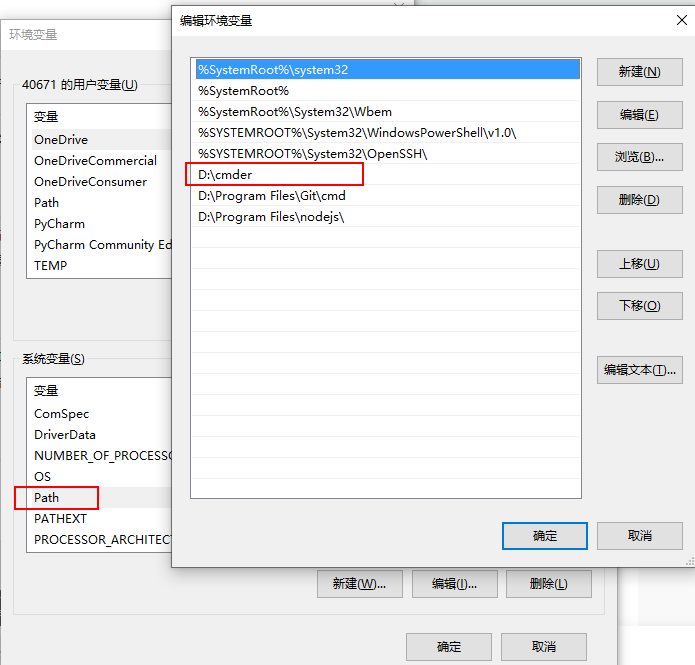 环境变量
40671 的用户变量(U)
变量
OneDrive
OneDriveCommercial
OneDriveConsumer
Path
PyCharm
PyCharm Community Ed
TEMP
系统变量(S)
变量
ComSpec
DriverData
NUMBER_OF_PROCESSO
OS
Path
PATHEXT
PROCESSOR_ARCHITECT
新建(W)...
编辑(I)...
删除(L)
确定
取消
编辑环境变量
%SystemRoot%\system32
%SystemRoot%
%SystemRoot%\System32\Wbem
%SYSTEMROOT%\System32\WindowsPowerShell\v1.0\
%SYSTEMROOT%\System32\OpenSSH\
D:\cmder
D:\Program Files\Git\cmd
D:\Program Files\nodejs\
新建(N)
编辑(E)
浏览(B)...
删除(D)
上移(U)
下移(O)
编辑文本(T)...
确定
取消